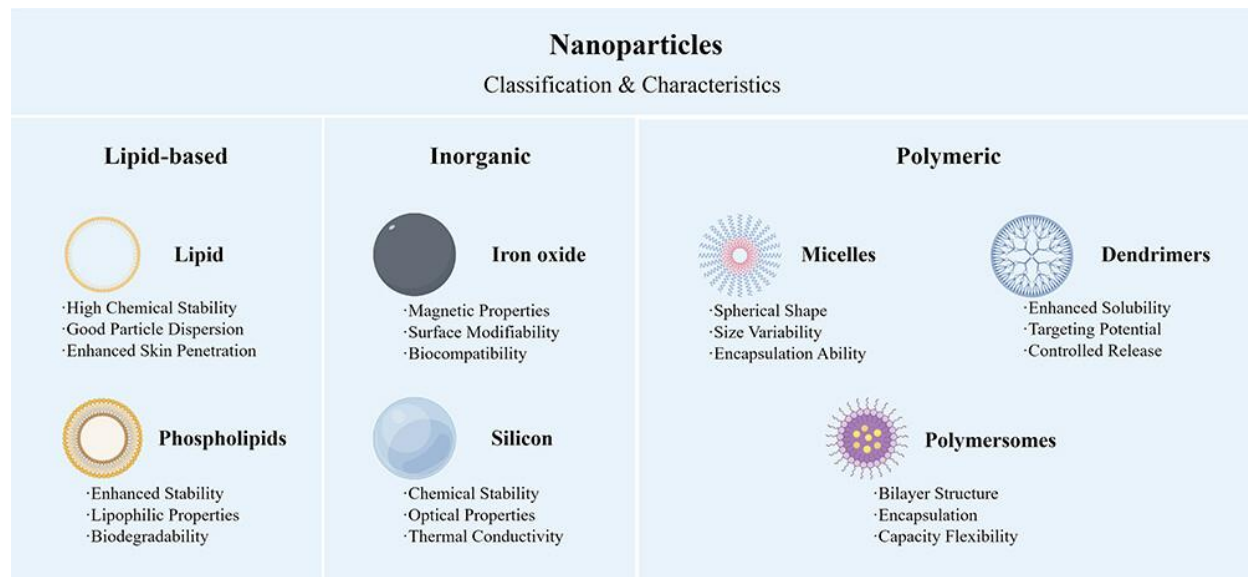 Nanoparticles
Classification & Characteristics
Lipid-based
Lipid
·High Chemical Stability
·Good Particle Dispersion
·Enhanced Skin Penetration
Phospholipids
·Enhanced Stability
·Lipophilic Properties
·Biodegradability
Inorganic
Iron oxide
·Magnetic Properties
·Surface Modifiability
·Biocompatibility
Silicon
·Chemical Stability
·Optical Properties
·Thermal Conductivity
Polymeric
Micelles
·Spherical Shape
·Size Variability
·Encapsulation Ability
Dendrimers
·Enhanced Solubility
·Targeting Potential
·Controlled Release
Polymersomes
·Bilayer Structure
·Encapsulation
·Capacity Flexibility